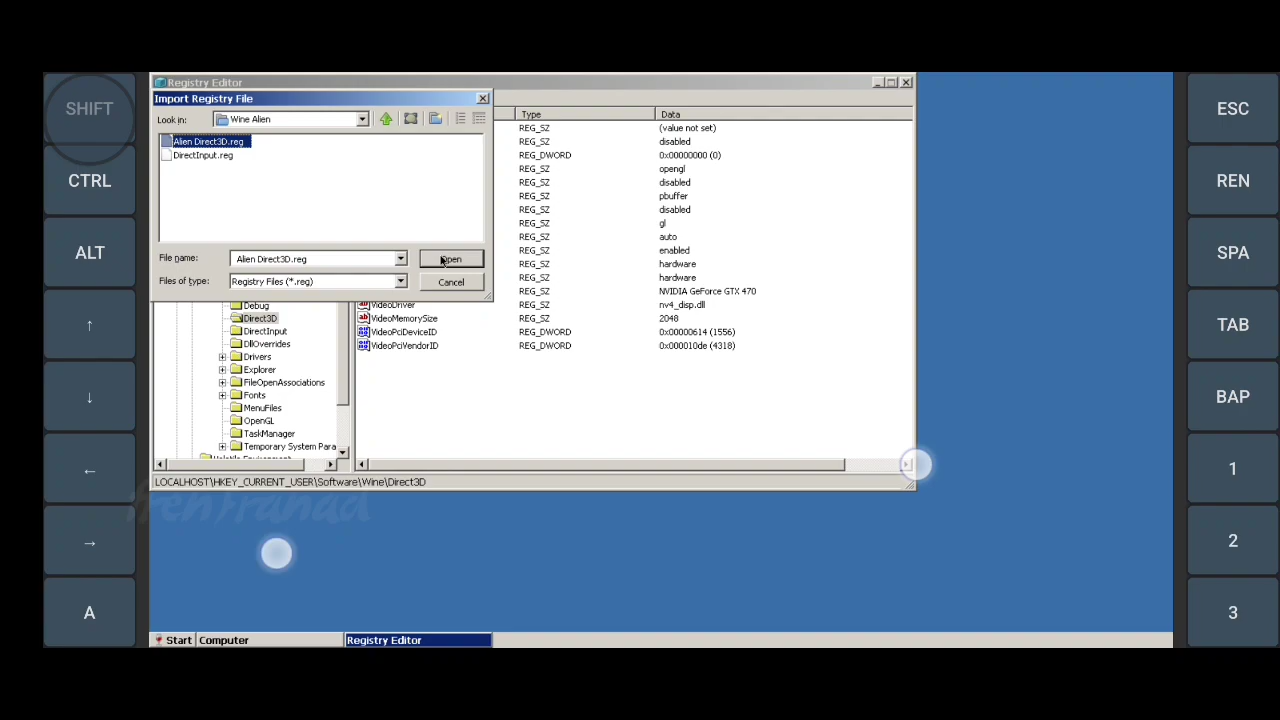 SHIFT
CTRL
ALT
↑
↓
←
→
A
Registry Editor
Import Registry File
Look in:
Wine Alien
Alien Direct3D.reg
DirectInput.reg
File name:
Alien Direct3D.reg
Open
Files of type:
Registry Files (*.reg)
Cancel
Type Data
REG_SZ (value not set)
REG_SZ disabled
REG_DWORD 0x00000000 (0)
REG_SZ opengl
REG_SZ disabled
REG_SZ pbuffer
REG_SZ disabled
REG_SZ gl
REG_SZ auto
REG_SZ enabled
REG_SZ hardware
REG_SZ hardware
REG_SZ NVIDIA GeForce GTX 470
VideoDriver REG_SZ nv4_disp.dll
VideoMemorySize REG_SZ 2048
VideoPciDeviceID REG_DWORD 0x00000614 (1556)
VideoPciVendorID REG_DWORD 0x000010de (4318)
Debug
Direct3D
DirectInput
DllOverrides
Drivers
Explorer
FileOpenAssociations
Fonts
MenuFiles
OpenGL
TaskManager
Temporary System Para
Volatile Environment
LOCALHOST\HKEY_CURRENT_USER\Software\Wine\Direct3D
Start
Computer
Registry Editor
ESC
REN
SPA
TAB
BAP
1
2
3